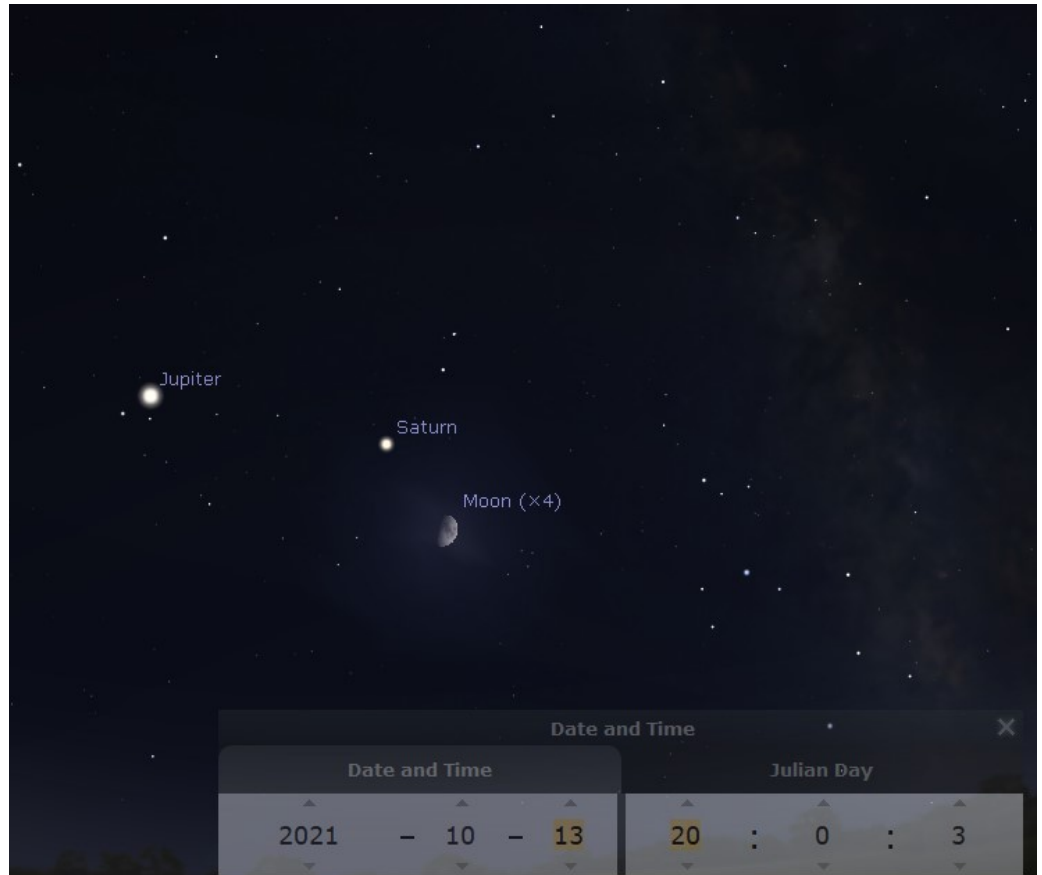 Jupiter
Saturn
Moon (×4)
Date and Time ×
Date and Time Julian Day
2021 – 10 – 13 20 : 0 : 3